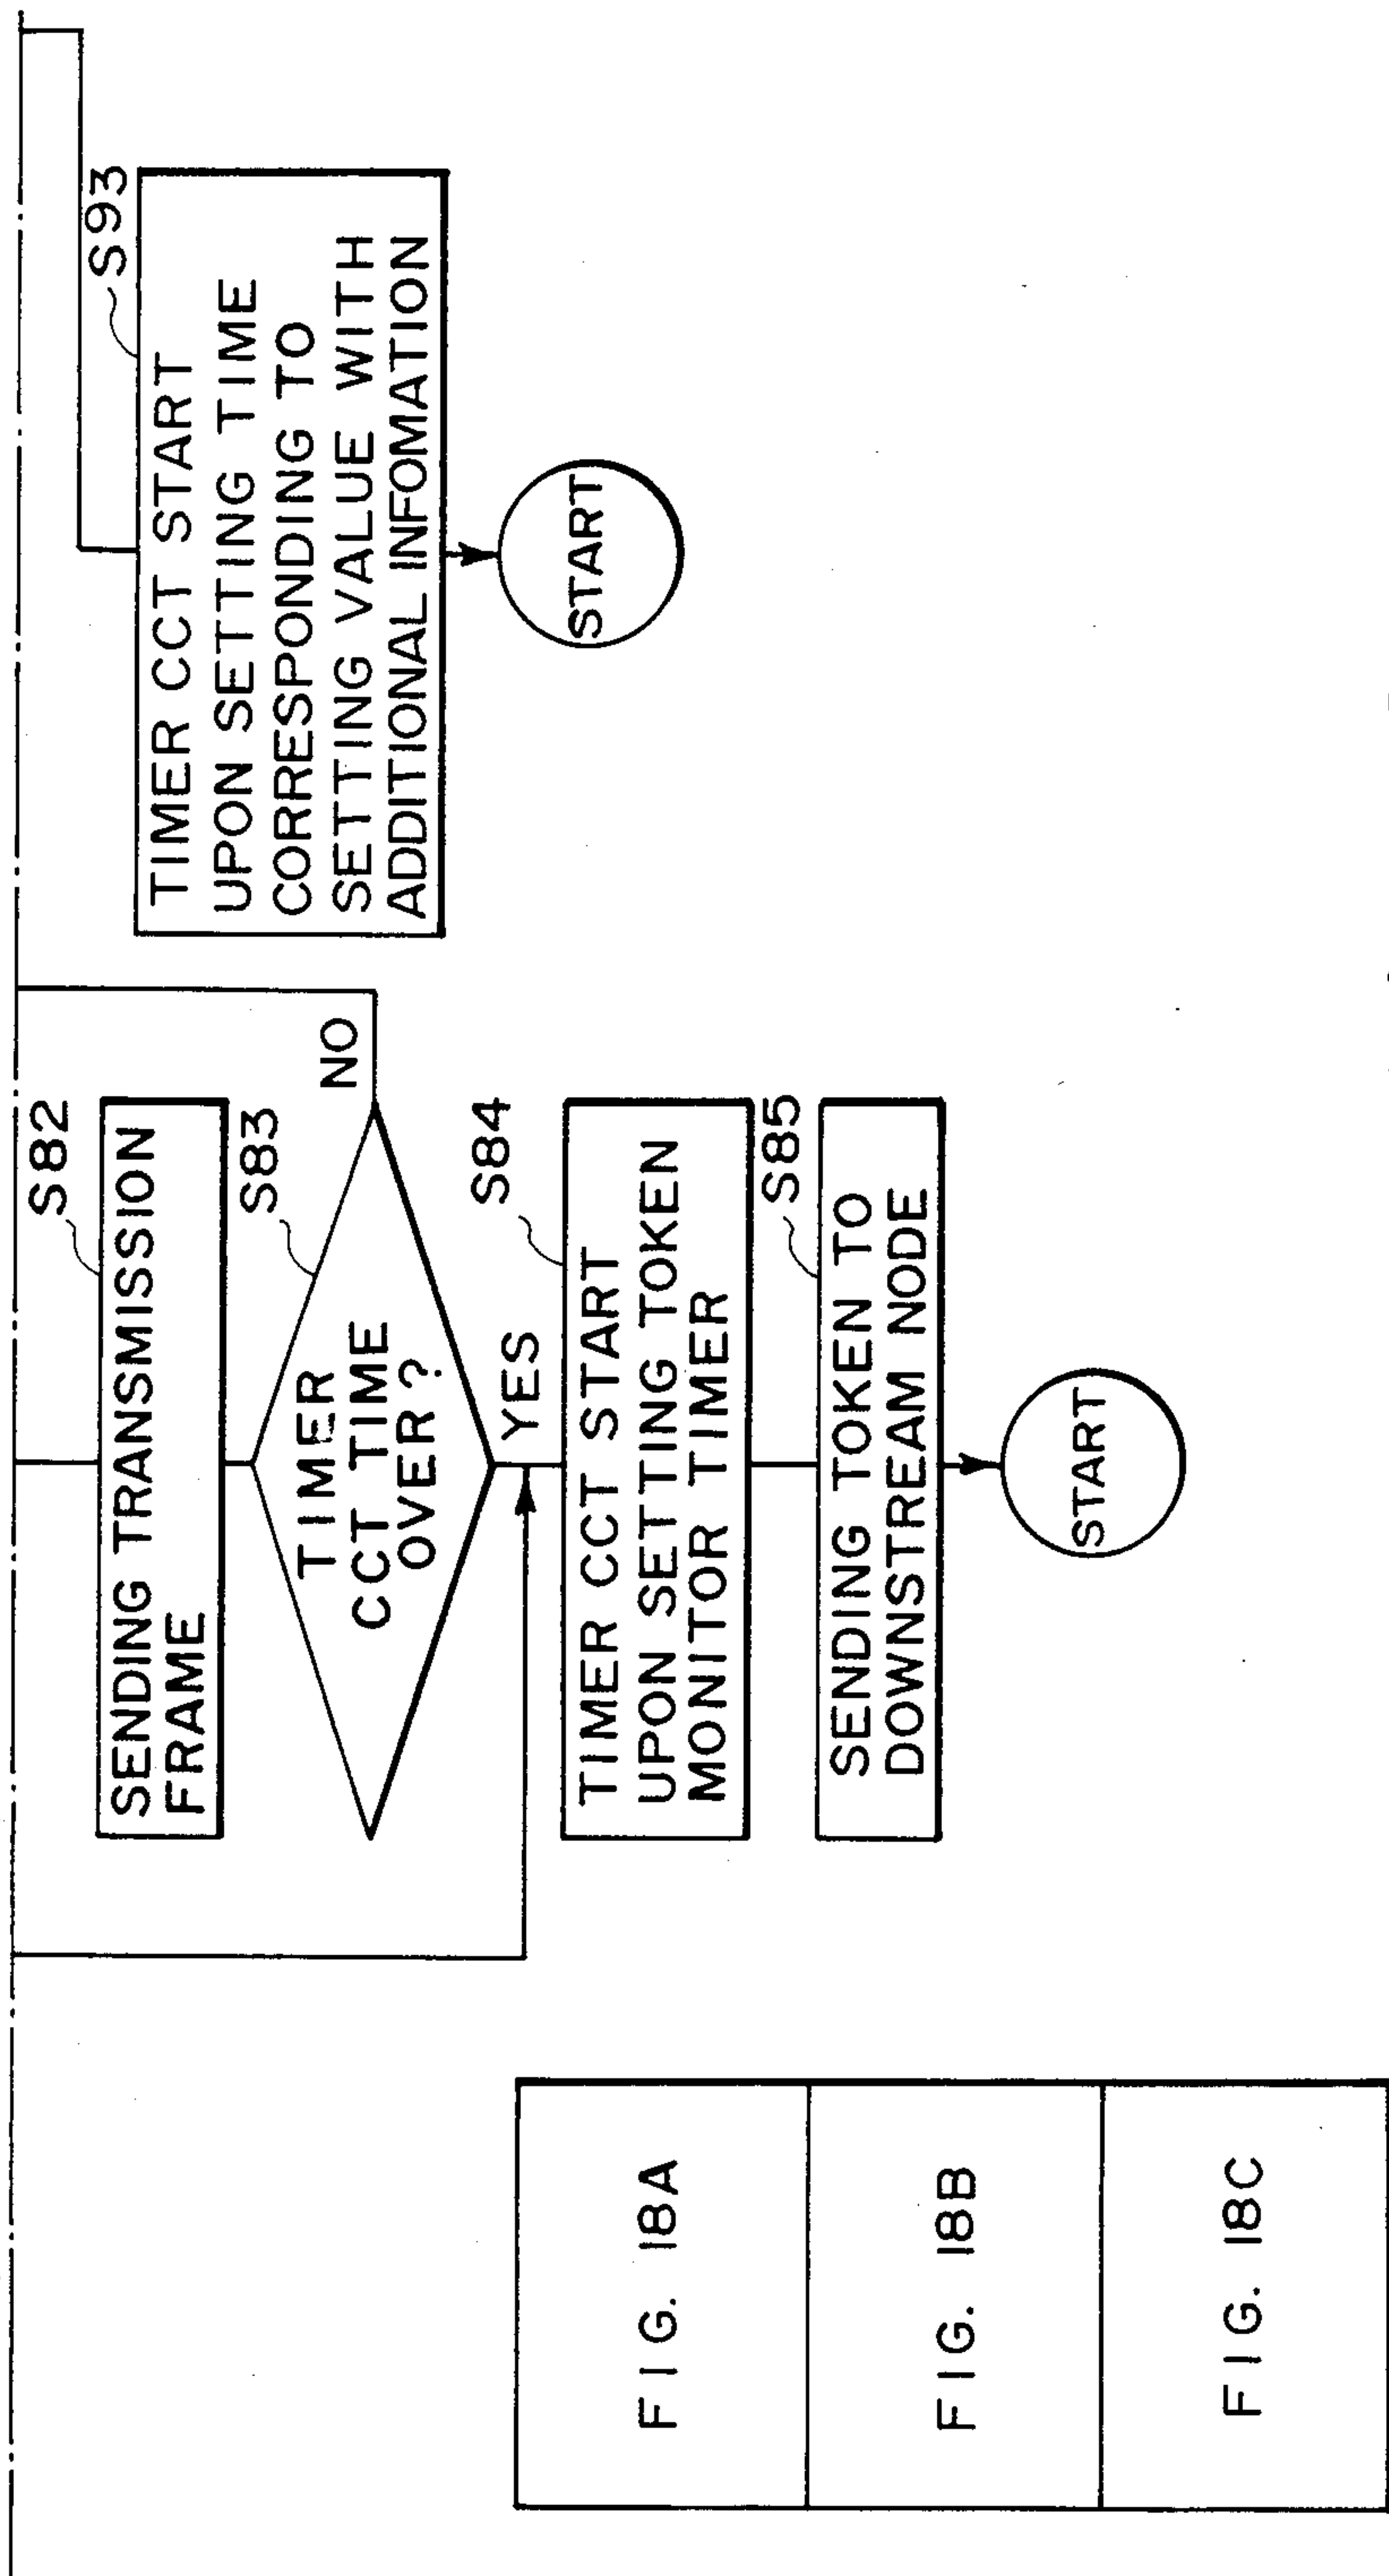 S82
SENDING TRANSMISSION
FRAME
S83
TIMER
CCT TIME
OVER?
NO
YES
S84
TIMER CCT START
UPON SETTING TOKEN
MONITOR TIMER
S85
SENDING TOKEN TO
DOWNSTREAM NODE
START
S93
TIMER CCT START
UPON SETTING TIME
CORRESPONDING TO
SETTING VALUE WITH
ADDITIONAL INFOMATION
START
FIG. 18A
FIG. 18B
FIG. 18C